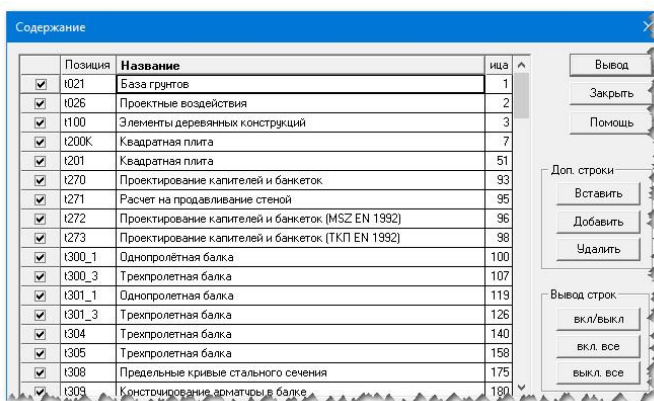 Содержание
Позиция Название ица
t021 База грунтов 1
t026 Проектные воздействия 2
t100 Элементы деревянных конструкций 3
t200K Квадратная плита 7
t201 Квадратная плита 51
t270 Проектирование капителей и банкеток 93
t271 Расчет на продавливание стеной 95
t272 Проектирование капителей и банкеток (MSZ EN 1992) 96
t273 Проектирование капителей и банкеток (ТКП EN 1992) 98
t300_1 Однопролётная балка 100
t300_3 Трехпролетная балка 107
t301_1 Однопролетная балка 119
t301_3 Трехпролетная балка 126
t304 Трехпролетная балка 140
t305 Трехпролетная балка 158
t308 Предельные кривые стального сечения 175
t309 Конструирование арматуры в балке 180
Вывод
Закрыть
Помощь
Доп. строки
Вставить
Добавить
Удалить
Вывод строк
вкл/выкл
вкл. все
выкл. все